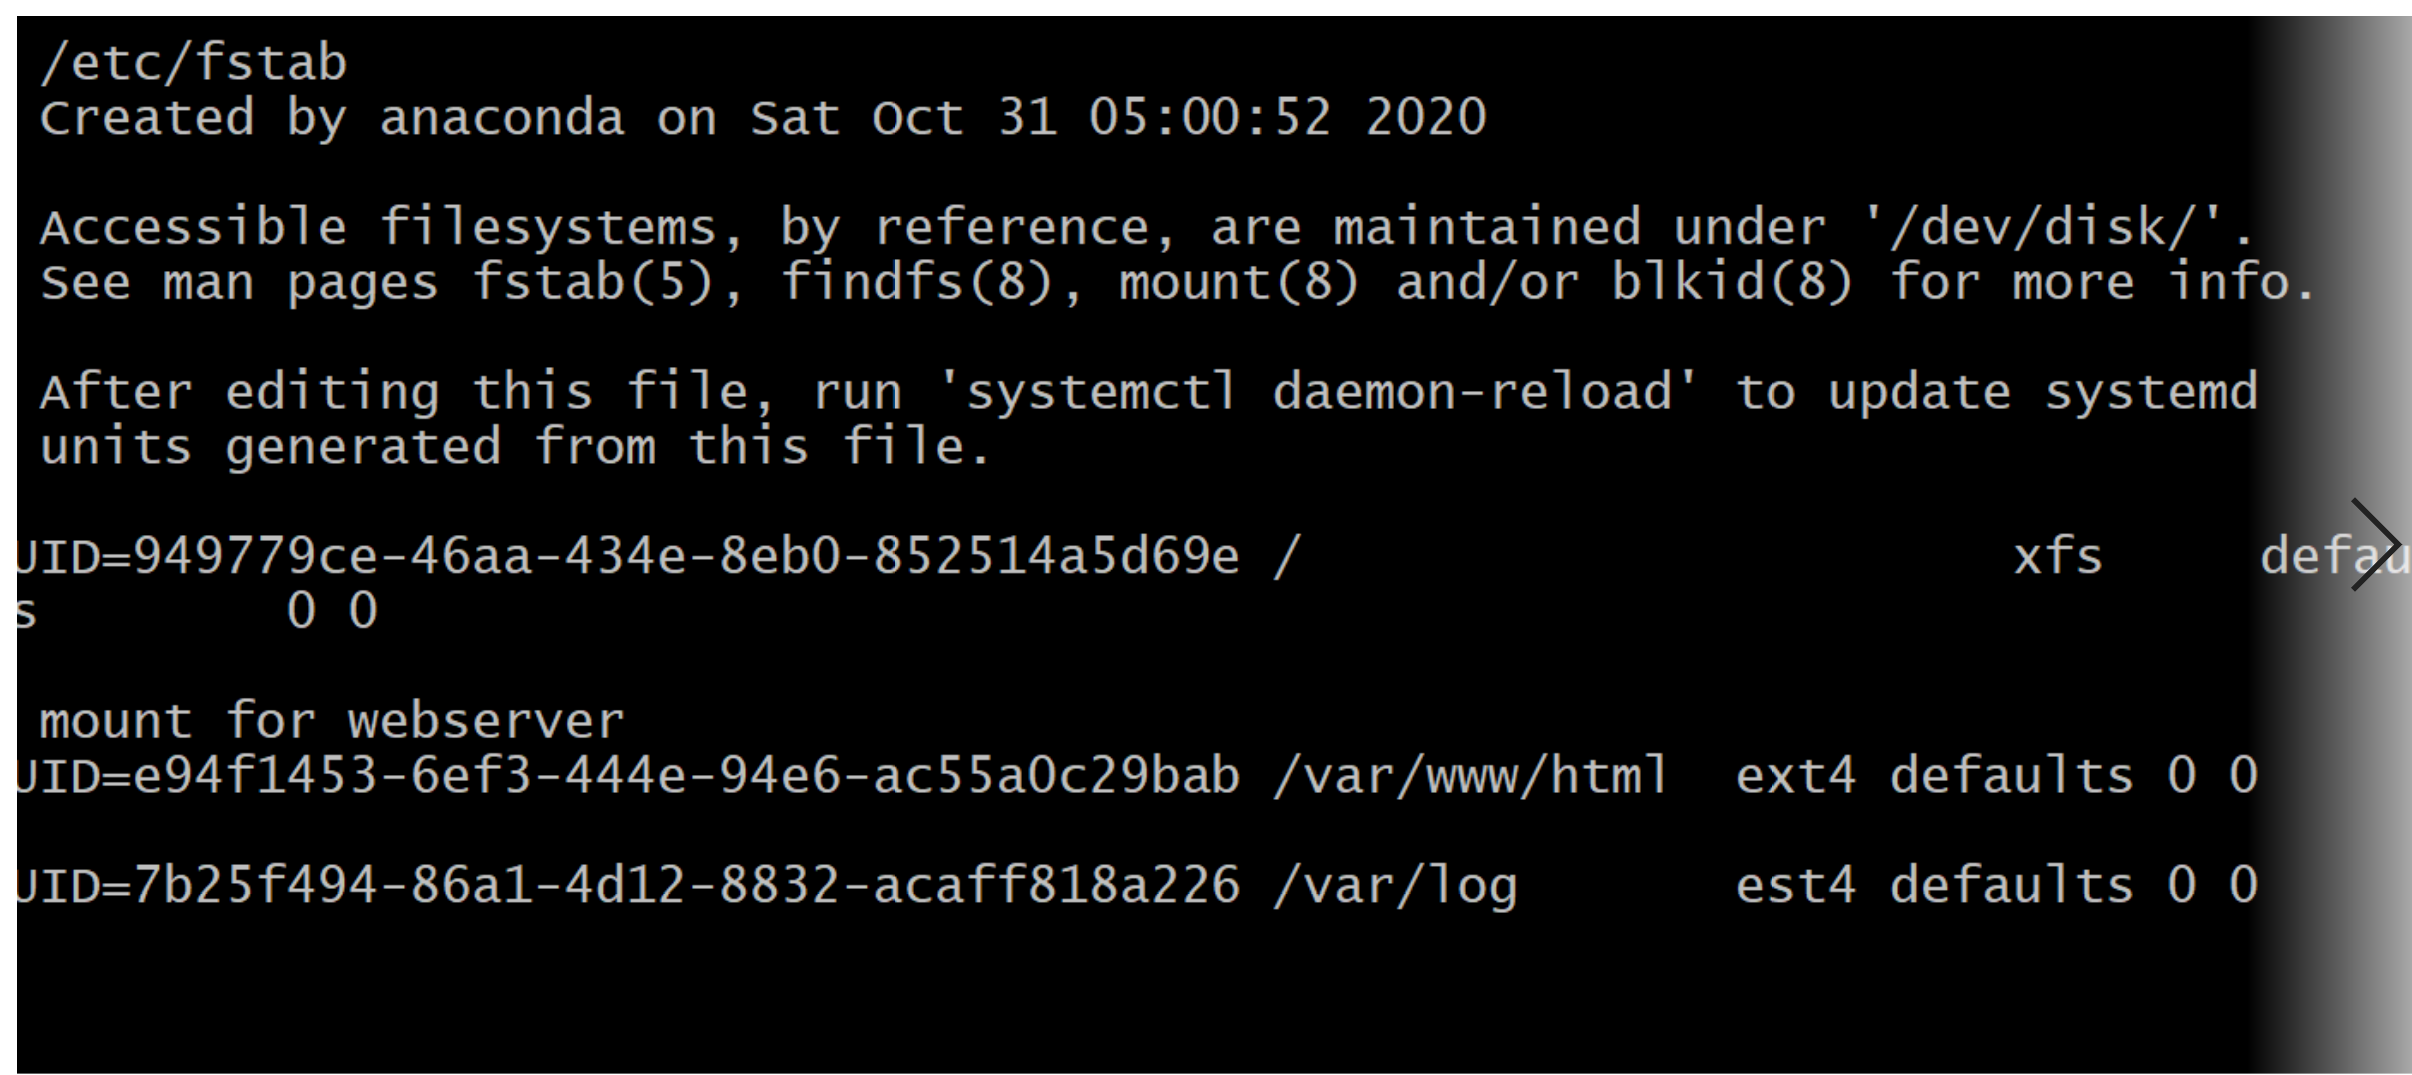 /etc/fstab
Created by anaconda on Sat Oct 31 05:00:52 2020
Accessible filesystems, by reference, are maintained under '/dev/disk/'.
See man pages fstab(5), findfs(8), mount(8) and/or blkid(8) for more info.
After editing this file, run 'systemctl daemon-reload' to update systemd
units generated from this file.
UID=949779ce-46aa-434e-8eb0-852514a5d69e / xfs defau
s 0 0
mount for webserver
UID=e94f1453-6ef3-444e-94e6-ac55a0c29bab /var/www/html ext4 defaults 0 0
UID=7b25f494-86a1-4d12-8832-acaff818a226 /var/log est4 defaults 0 0